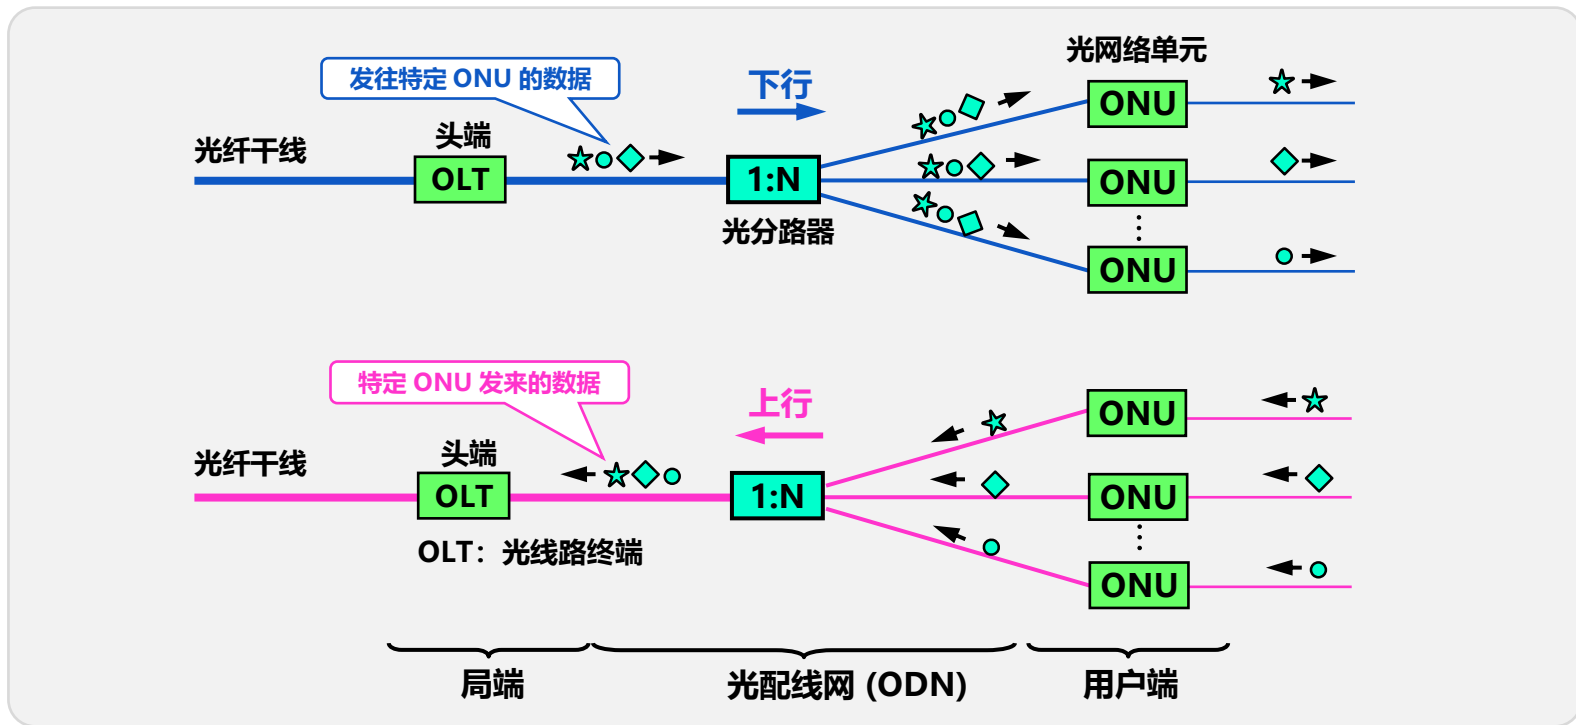 光网络单元
发往特定 ONU 的数据
下行
ONU
头端
光纤干线
OLT
1:N
ONU
光分路器
ONU
特定 ONU 发来的数据
上行
ONU
头端
光纤干线
OLT
1:N
ONU
OLT：光线路终端
ONU
局端
光配线网 (ODN)
用户端